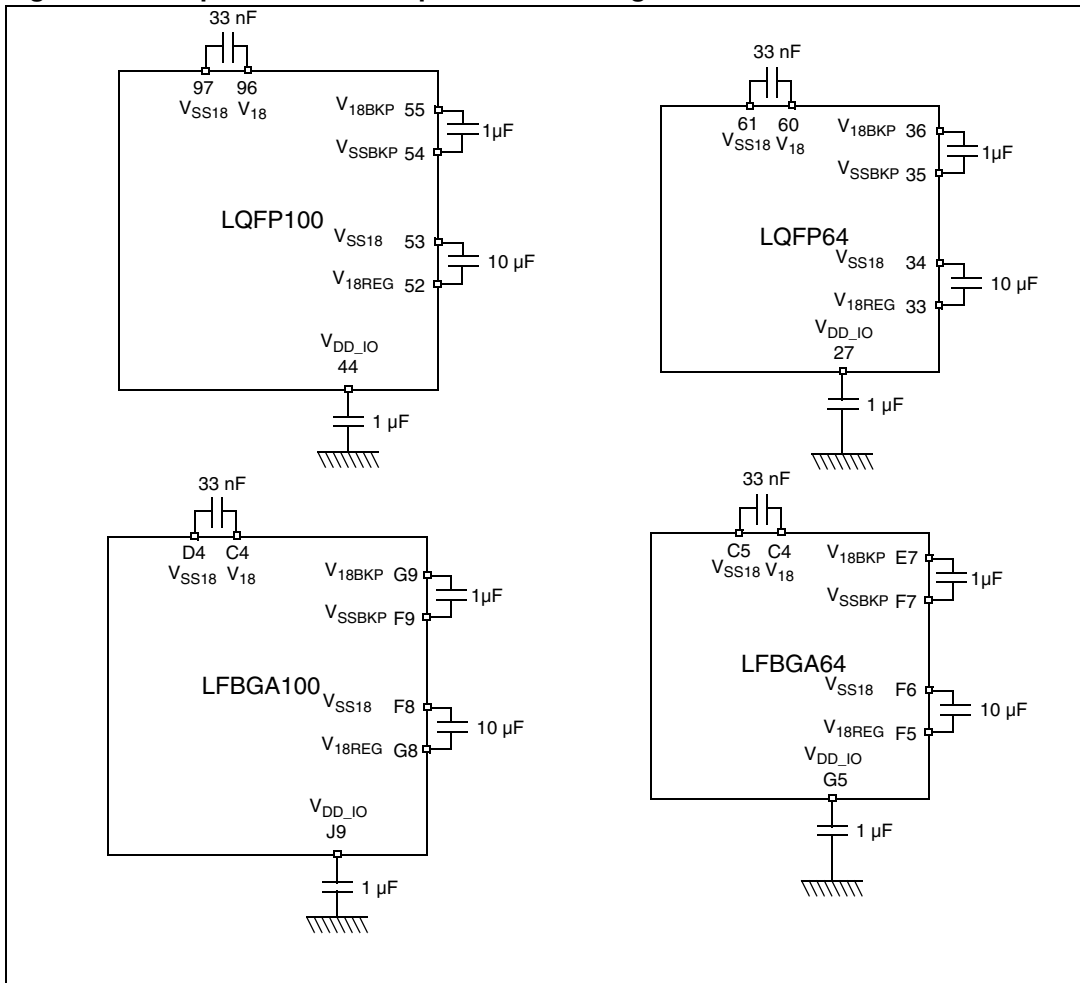 33 nF
97 96
VSS18 V18
V18BKP 55
1µF
VSSBKP 54
LQFP100
VSS18 53
10 µF
V18REG 52
VDD_IO
44
1 µF
33 nF
61 60
VSS18 V18
V18BKP 36
1µF
VSSBKP 35
LQFP64
VSS18 34
10 µF
V18REG 33
VDD_IO
27
1 µF
33 nF
D4 C4
VSS18 V18
V18BKP G9
1µF
VSSBKP F9
LFBGA100
VSS18 F8
10 µF
V18REG G8
VDD_IO
J9
1 µF
33 nF
C5 C4
VSS18 V18
V18BKP E7
1µF
VSSBKP F7
LFBGA64
VSS18 F6
10 µF
V18REG F5
VDD_IO
G5
1 µF